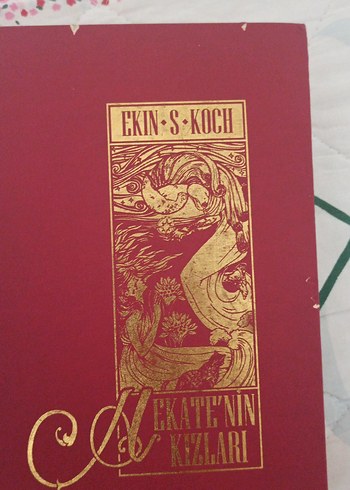 EKIN • S • KOCH
HEKATE'NİN
KIZLARI